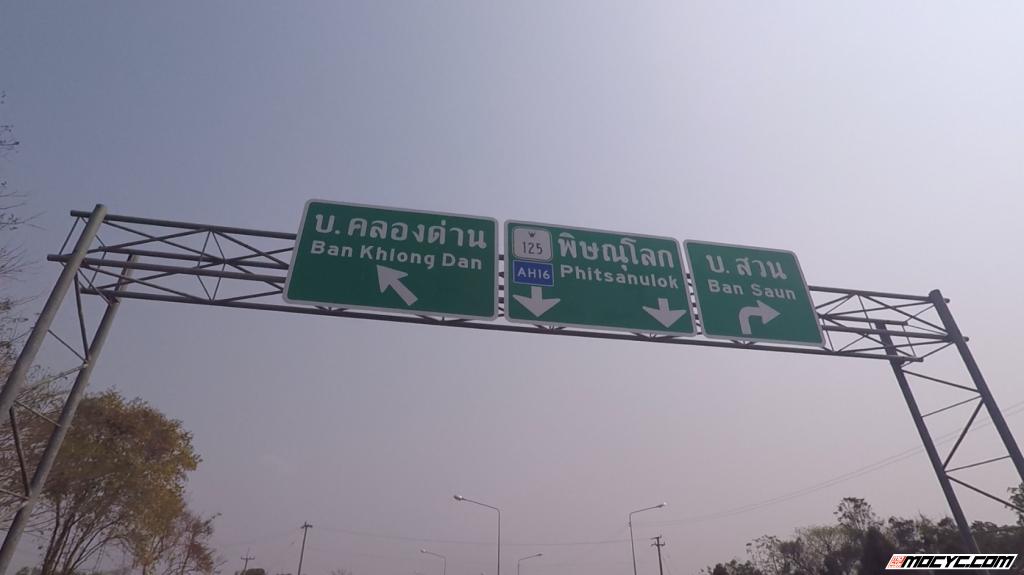 บ.คลองด่าน
Ban Khlong Dan
125
พิษณุโลก
AH16
Phitsanulok
บ.สวน
Ban Saun
MOCYC.COM